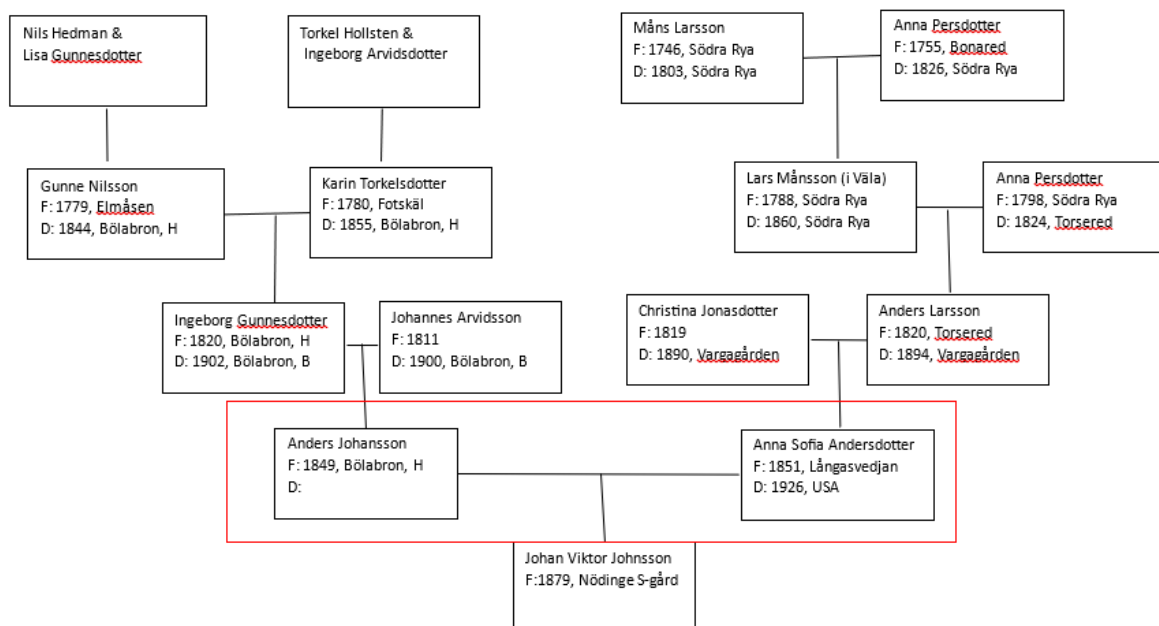 Nils Hedman &
Lisa Gunnesdotter
Torkel Hollsten &
Ingeborg Arvidsdotter
Måns Larsson
F: 1746, Södra Rya
D: 1803, Södra Rya
Anna Persdotter
F: 1755, Bonared
D: 1826, Södra Rya
Gunne Nilsson
F: 1779, Elmåsen
D: 1844, Bölabron, H
Karin Torkelsdotter
F: 1780, Fotskäl
D: 1855, Bölabron, H
Lars Månsson (i Väla)
F: 1788, Södra Rya
D: 1860, Södra Rya
Anna Persdotter
F: 1798, Södra Rya
D: 1824, Torsered
Ingeborg Gunnesdotter
F: 1820, Bölabron, H
D: 1902, Bölabron, B
Johannes Arvidsson
F: 1811
D: 1900, Bölabron, B
Christina Jonasdotter
F: 1819
D: 1890, Vargagården
Anders Larsson
F: 1820, Torsered
D: 1894, Vargagården
Anders Johansson
F: 1849, Bölabron, H
D:
Anna Sofia Andersdotter
F: 1851, Långasvedjan
D: 1926, USA
Johan Viktor Johnsson
F:1879, Nödinge S-gård